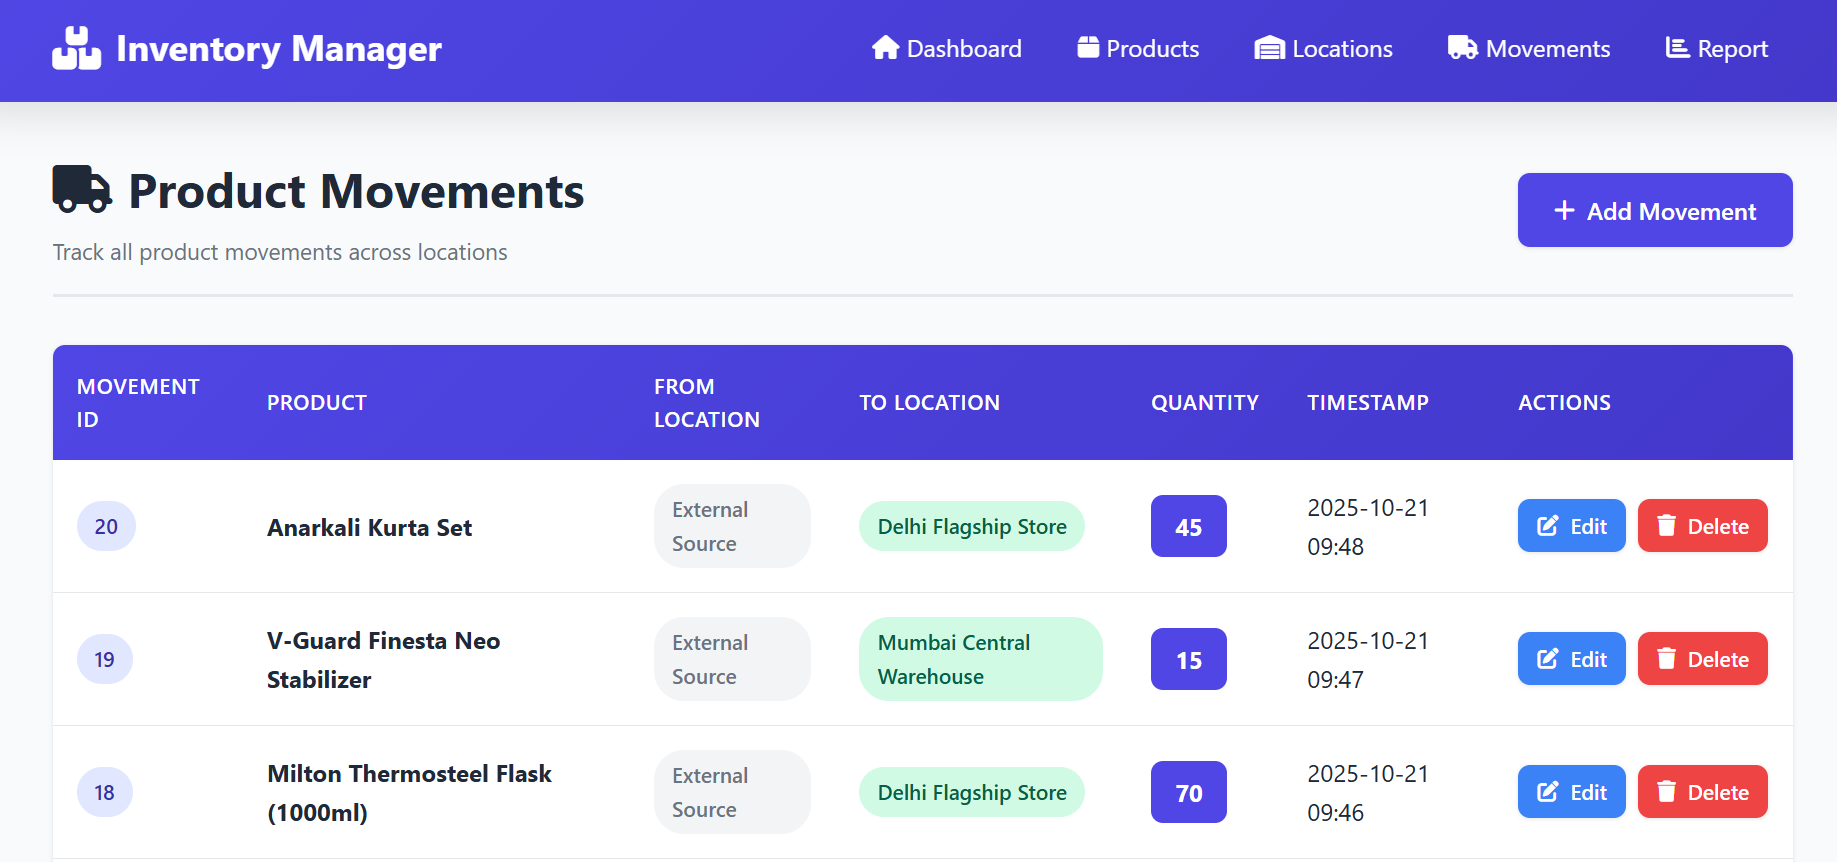 Inventory Manager
Dashboard
Products
Locations
Movements
Report
Product Movements
Track all product movements across locations
+ Add Movement
MOVEMENT
ID
PRODUCT
FROM
LOCATION
TO LOCATION
QUANTITY
TIMESTAMP
ACTIONS
20
Anarkali Kurta Set
External
Source
Delhi Flagship Store
45
2025-10-21
09:48
Edit
Delete
19
V-Guard Finesta Neo
Stabilizer
External
Source
Mumbai Central
Warehouse
15
2025-10-21
09:47
Edit
Delete
18
Milton Thermosteel Flask
(1000ml)
External
Source
Delhi Flagship Store
70
2025-10-21
09:46
Edit
Delete